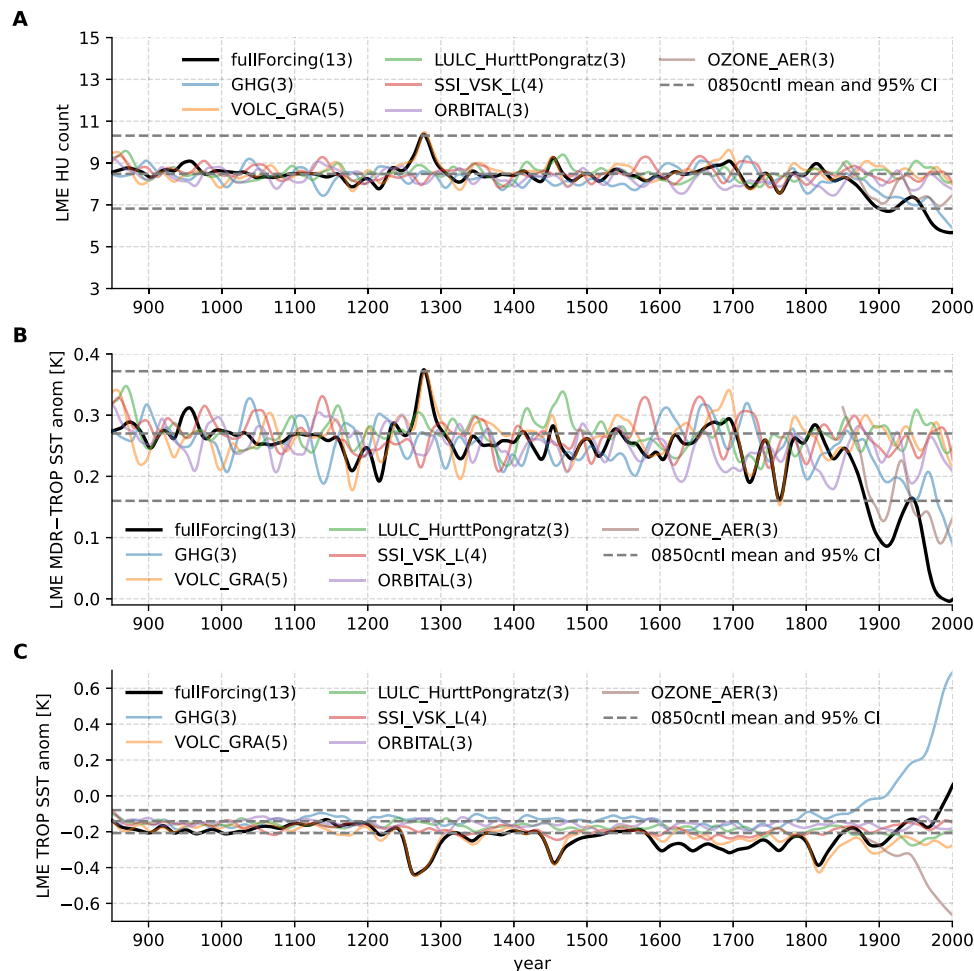 A
LME HU count
15
13
11
9
7
5
3
fullForcing(13)
GHG(3)
VOLC_GRA(5)
LULC_HurttPongratz(3)
SSI_VSK_L(4)
ORBITAL(3)
OZONE_AER(3)
0850cntl mean and 95% CI
900 1000 1100 1200 1300 1400 1500 1600 1700 1800 1900 2000
B
LME MDR−TROP SST anom [K]
0.4
0.3
0.2
0.1
0.0
fullForcing(13)
GHG(3)
VOLC_GRA(5)
LULC_HurttPongratz(3)
SSI_VSK_L(4)
ORBITAL(3)
OZONE_AER(3)
0850cntl mean and 95% CI
900 1000 1100 1200 1300 1400 1500 1600 1700 1800 1900 2000
C
LME TROP SST anom [K]
0.6
0.4
0.2
0.0
−0.2
−0.4
−0.6
fullForcing(13)
GHG(3)
VOLC_GRA(5)
LULC_HurttPongratz(3)
SSI_VSK_L(4)
ORBITAL(3)
OZONE_AER(3)
0850cntl mean and 95% CI
900 1000 1100 1200 1300 1400 1500 1600 1700 1800 1900 2000
year